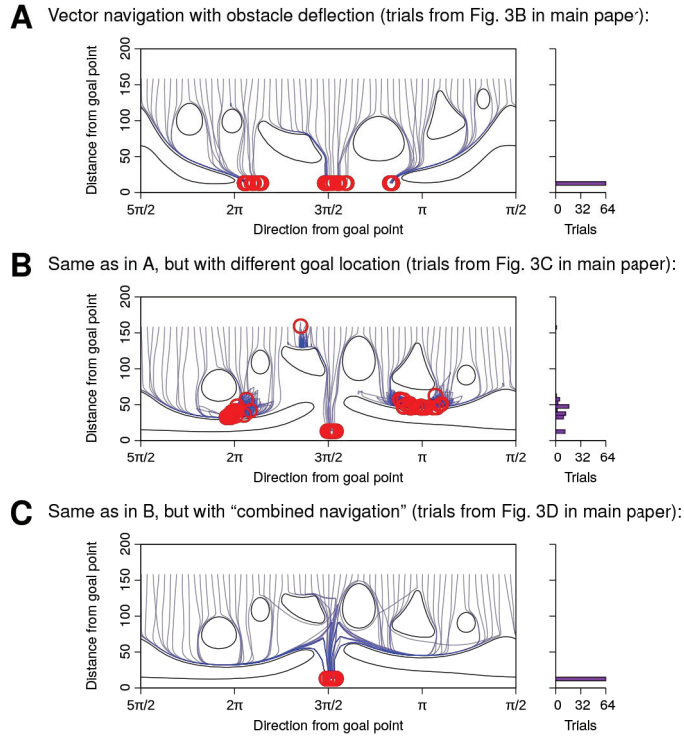 A Vector navigation with obstacle deflection (trials from Fig. 3B in main paper):
Distance from goal point
200
150
100
50
0
5π/2 2π 3π/2 π π/2
Direction from goal point
0 32 64
Trials
B Same as in A, but with different goal location (trials from Fig. 3C in main paper):
Distance from goal point
200
150
100
50
0
5π/2 2π 3π/2 π π/2
Direction from goal point
0 32 64
Trials
C Same as in B, but with “combined navigation” (trials from Fig. 3D in main paper):
Distance from goal point
200
150
100
50
0
5π/2 2π 3π/2 π π/2
Direction from goal point
0 32 64
Trials